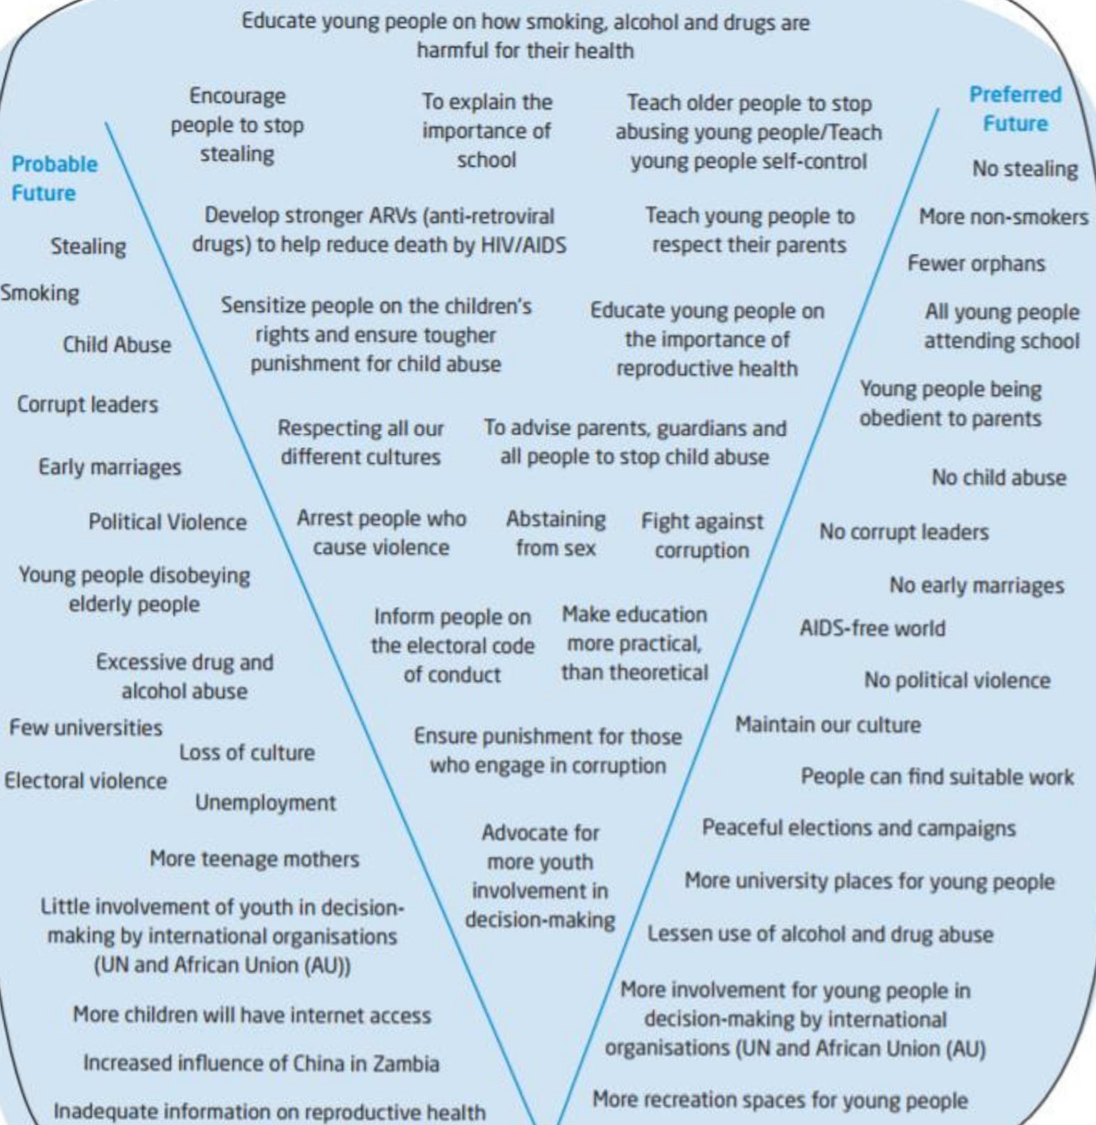 Educate young people on how smoking, alcohol and drugs are
harmful for their health
Encourage
people to stop
stealing
To explain the
importance of
school
Teach older people to stop
abusing young people/Teach
young people self-control
Develop stronger ARVs (anti-retroviral
drugs) to help reduce death by HIV/AIDS
Teach young people to
respect their parents
Sensitize people on the children's
rights and ensure tougher
punishment for child abuse
Educate young people on
the importance of
reproductive health
Respecting all our
different cultures
To advise parents, guardians and
all people to stop child abuse
Arrest people who
cause violence
Abstaining
from sex
Fight against
corruption
Inform people on
the electoral code
of conduct
Make education
more practical,
than theoretical
Ensure punishment for those
who engage in corruption
Advocate for
more youth
involvement in
decision-making
Probable
Future
Stealing
Smoking
Child Abuse
Corrupt leaders
Early marriages
Political Violence
Young people disobeying
elderly people
Excessive drug and
alcohol abuse
Few universities
Loss of culture
Electoral violence
Unemployment
More teenage mothers
Little involvement of youth in decision-
making by international organisations
(UN and African Union (AU))
More children will have internet access
Increased influence of China in Zambia
Inadequate information on reproductive health
Preferred
Future
No stealing
More non-smokers
Fewer orphans
All young people
attending school
Young people being
obedient to parents
No child abuse
No corrupt leaders
No early marriages
AIDS-free world
No political violence
Maintain our culture
People can find suitable work
Peaceful elections and campaigns
More university places for young people
Lessen use of alcohol and drug abuse
More involvement for young people in
decision-making by international
organisations (UN and African Union (AU)
More recreation spaces for young people